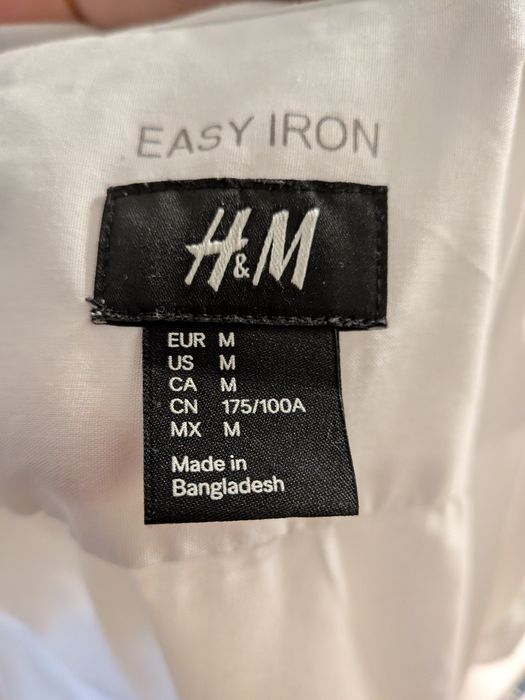 EASY IRON
H&M
EUR M
US M
CA M
CN 175/100A
MX M
Made in
Bangladesh